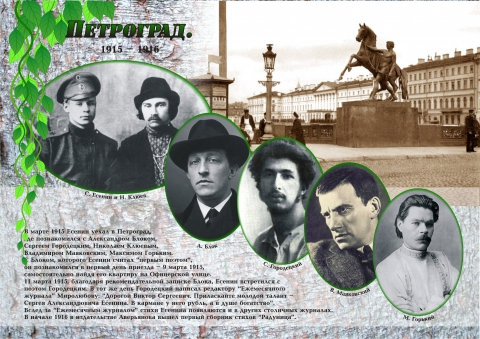 Петроград.
1915 – 1916
С. Есенин и Н. Клюев
А. Блок
С. Городецкий
В. Маяковский
М. Горький
В марте 1915 Есенин уехал в Петроград,
где познакомился с Александром Блоком,
Сергеем Городецким, Николаем Клюевым,
Владимиром Маяковским, Максимом Горьким.
С Блоком, которого Есенин считал "первым поэтом",
он познакомился в первый день приезда – 9 марта 1915,
самостоятельно найдя его квартиру на Офицерской улице.
11 марта 1915, благодаря рекомендательной записке Блока, Есенин встретился с
поэтом Городецким. В тот же день Городецкий написал редактору "Ежемесячного
журнала" Миролюбову: "Дорогой Виктор Сергеевич. Приласкайте молодой талант –
Сергея Александровича Есенина. В кармане у него рубль, а в душе богатство".
Вслед за "Ежемесячным журналом" стихи Есенина появляются и в других столичных журналах.
В начале 1916 в издательстве Аверьянова вышел первый сборник стихов "Радуница".